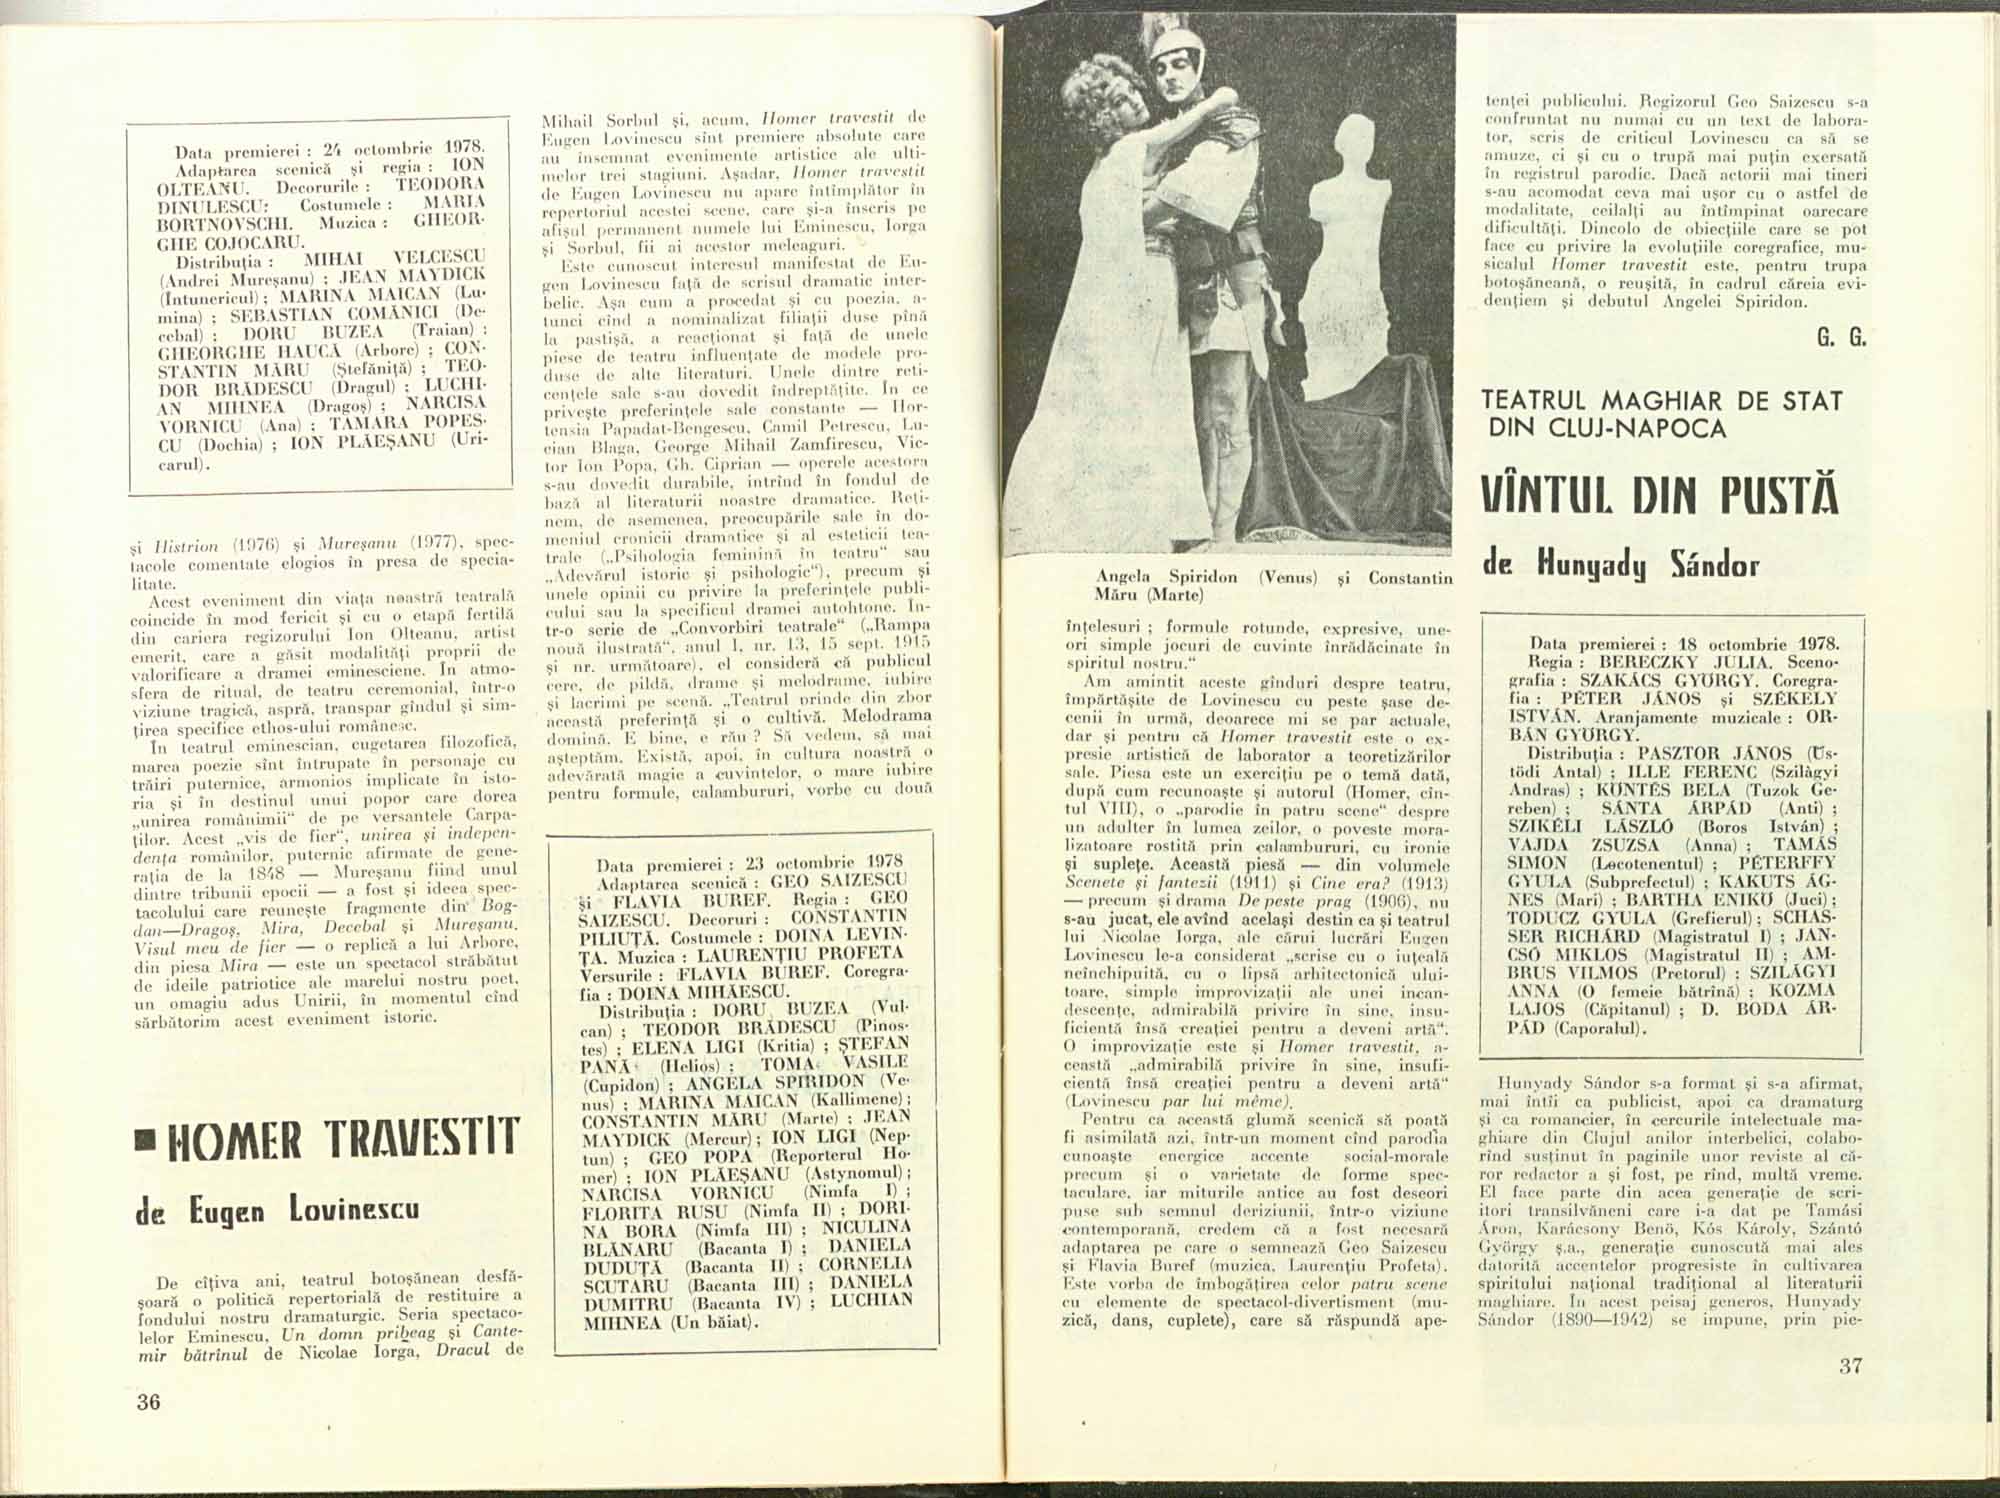 Data premierei : 24 octombrie 1978.
Adaptarea scenică și regia : ION
OLTEANU. Decorurile : TEODORA
DINULESCU: Costumele : MARIA
BORTNOVSCHI. Muzica : GHEOR-
GHE COJOCARU.
Distribuția : MIHAI VELCESCU
(Andrei Mureșanu) ; JEAN MAYDICK
(Intunericul) ; MARINA MAICAN (Lu-
mina) ; SEBASTIAN COMĂNICI (De-
cebal) ; DORU BUZEA (Traian) ;
GHEORGHE HAUCĂ (Arbore) ; CON-
STANTIN MĂRU (Ștefăniță) ; TEO-
DOR BRĂDESCU (Dragul) ; LUCHI-
AN MIHNEA (Dragoș) ; NARCISA
VORNICU (Ana) ; TAMARA POPES-
CU (Dochia) ; ION PLĂEȘANU (Uri-
carul).
și Histrion (1976) și Mureșanu (1977), spec-
tacole comentate elogios în presa de specia-
litate.
Acest eveniment din viața noastră teatrală
coincide în mod fericit și cu o etapă fertilă
din cariera regizorului Ion Olteanu, artist
emerit, care a găsit modalități proprii de
valorificare a dramei eminesciene. În atmo-
sfera de ritual, de teatru ceremonial, într-o
viziune tragică, aspră, transpar gîndul și sim-
țirea specifice ethos-ului românesc.
În teatrul eminescian, cugetarea filozofică,
marea poezie sînt întrupate în personaje cu
trăiri puternice, armonios implicate în isto-
ria și în destinul unui popor care dorea
„unirea românimii“ de pe versantele Carpa-
ților. Acest „vis de fier“, unirea și indepen-
dența românilor, puternic afirmate de gene-
rația de la 1848 — Mureșanu fiind unul
dintre tribunii epocii — a fost și ideea spec-
tacolului care reunește fragmente din Bog-
dan—Dragoș, Mira, Decebal și Mureșanu.
Visul meu de fier — o replică a lui Arbore,
din piesa Mira — este un spectacol străbătut
de ideile patriotice ale marelui nostru poet,
un omagiu adus Unirii, în momentul cînd
sărbătorim acest eveniment istoric.
■ HOMER TRAVESTIT
de Eugen Lovinescu
De cîțiva ani, teatrul botoșănean desfă-
șoară o politică repertorială de restituire a
fondului nostru dramaturgic. Seria spectaco-
lelor Eminescu, Un domn pribeag și Cante-
mir bătrînul de Nicolae Iorga, Dracul de
36
Mihail Sorbul și, acum, Homer travestit de
Eugen Lovinescu sînt premiere absolute care
au însemnat evenimente artistice ale ulti-
melor trei stagiuni. Așadar, Homer travestit
de Eugen Lovinescu nu apare întîmplător în
repertoriul acestei scene, care și-a înscris pe
afișul permanent numele lui Eminescu, Iorga
și Sorbul, fii ai acestor meleaguri.
Este cunoscut interesul manifestat de Eu-
gen Lovinescu față de scrisul dramatic inter-
belic. Așa cum a procedat și cu poezia, a-
tunci cînd a nominalizat filiații duse pînă
la pastișă, a reacționat și față de unele
piese de teatru influențate de modele pro-
duse de alte literaturi. Unele dintre reti-
cențele sale s-au dovedit îndreptățite. În ce
privește preferințele sale constante — Hor-
tensia Papadat-Bengescu, Camil Petrescu, Lu-
cian Blaga, George Mihail Zamfirescu, Vic-
tor Ion Popa, Gh. Ciprian — operele acestora
s-au dovedit durabile, intrînd în fondul de
bază al literaturii noastre dramatice. Reți-
nem, de asemenea, preocupările sale în do-
meniul cronicii dramatice și al esteticii tea-
trale („Psihologia feminină în teatru“ sau
„Adevărul istoric și psihologic“), precum și
unele opinii cu privire la preferințele publi-
cului sau la specificul dramei autohtone. În-
tr-o serie de „Convorbiri teatrale“ („Rampa
nouă ilustrată“, anul I, nr. 13, 15 sept. 1915
și nr. următoare), el consideră că publicul
cere, de pildă, drame și melodrame, iubire
și lacrimi pe scenă. „Teatrul prinde din zbor
această preferință și o cultivă. Melodrama
domină. E bine, e rău ? Să vedem, să mai
așteptăm. Există, apoi, în cultura noastră o
adevărată magie a cuvintelor, o mare iubire
pentru formule, calambururi, vorbe cu două
Data premierei : 23 octombrie 1978
Adaptarea scenică : GEO SAIZESCU
și FLAVIA BUREF. Regia : GEO
SAIZESCU. Decoruri : CONSTANTIN
PILIUȚĂ. Costumele : DOINA LEVIN-
ȚA. Muzica : LAURENȚIU PROFETA
Versurile : FLAVIA BUREF. Coregra-
fia : DOINA MIHĂESCU.
Distribuția : DORU BUZEA (Vul-
can) ; TEODOR BRĂDESCU (Pinos-
tes) ; ELENA LIGI (Kritia) ; ȘTEFAN
PANĂ (Helios) ; TOMA VASILE
(Cupidon) ; ANGELA SPIRIDON (Ve-
nus) ; MARINA MAICAN (Kallimene) ;
CONSTANTIN MĂRU (Marte) ; JEAN
MAYDICK (Mercur) ; ION LIGI (Nep-
tun) ; GEO POPA (Reporterul Ho-
mer) ; ION PLĂEȘANU (Astynomul) ;
NARCISA VORNICU (Nimfa I) ;
FLORITA RUSU (Nimfa II) ; DORI-
NA BORA (Nimfa III) ; NICULINA
BLĂNARU (Bacanta I) ; DANIELA
DUDUȚĂ (Bacanta II) ; CORNELIA
SCUTARU (Bacanta III) ; DANIELA
DUMITRU (Bacanta IV) ; LUCHIAN
MIHNEA (Un băiat).
Angela Spiridon (Venus) și Constantin
Măru (Marte)
înțelesuri ; formule rotunde, expresive, une-
ori simple jocuri de cuvinte înrădăcinate în
spiritul nostru.“
Am amintit aceste gînduri despre teatru,
împărtășite de Lovinescu cu peste șase de-
cenii în urmă, deoarece mi se par actuale,
dar și pentru că Homer travestit este o ex-
presie artistică de laborator a teoretizărilor
sale. Piesa este un exercițiu pe o temă dată,
după cum recunoaște și autorul (Homer, cîn-
tul VIII), o „parodie în patru scene“ despre
un adulter în lumea zeilor, o poveste mora-
lizatoare rostită prin calambururi, cu ironie
și suplețe. Această piesă — din volumele
Scenete și fantezii (1911) și Cine era? (1913)
— precum și drama De peste prag (1906), nu
s-au jucat, ele avînd același destin ca și teatrul
lui Nicolae Iorga, ale cărui lucrări Eugen
Lovinescu le-a considerat „scrise cu o iuțeală
neînchipuită, cu o lipsă arhitectonică ului-
toare, simple improvizații ale unei incan-
descențe, admirabilă privire în sine, insu-
ficientă însă creației pentru a deveni artă“.
O improvizație este și Homer travestit, a-
ceastă „admirabilă privire în sine, insufi-
cientă însă creației pentru a deveni artă“
(Lovinescu par lui même).
Pentru ca această glumă scenică să poată
fi asimilată azi, într-un moment cînd parodia
cunoaște energice accente social-morale
precum și o varietate de forme spec-
taculare, iar miturile antice au fost deseori
puse sub semnul deriziunii, într-o viziune
contemporană, credem că a fost necesară
adaptarea pe care o semnează Geo Saizescu
și Flavia Buref (muzica, Laurențiu Profeta).
Este vorba de îmbogățirea celor patru scene
cu elemente de spectacol-divertisment (mu-
zică, dans, cuplete), care să răspundă ape-
tenței publicului. Regizorul Geo Saizescu s-a
confruntat nu numai cu un text de labora-
tor, scris de criticul Lovinescu ca să se
amuze, ci și cu o trupă mai puțin exersată
în registrul parodic. Dacă actorii mai tineri
s-au acomodat ceva mai ușor cu o astfel de
modalitate, ceilalți au întîmpinat oarecare
dificultăți. Dincolo de obiecțiile care se pot
face cu privire la evoluțiile coregrafice, mu-
sicalul Homer travestit este, pentru trupa
botoșăneană, o reușită, în cadrul căreia evi-
dențiem și debutul Angelei Spiridon.
G. G.
TEATRUL MAGHIAR DE STAT
DIN CLUJ-NAPOCA
VÎNTUL DIN PUSTĂ
de Hunyady Sándor
Data premierei : 18 octombrie 1978.
Regia : BERECZKY JULIA. Sceno-
grafia : SZAKÁCS GYÖRGY. Coregra-
fia : PÉTER JÁNOS și SZÉKELY
ISTVÁN. Aranjamente muzicale : OR-
BÁN GYÖRGY.
Distribuția : PASZTOR JÁNOS (Üs-
tödi Antal) ; ILLE FERENC (Szilàgyi
Andras) ; KÜNTÉS BELA (Tuzok Ge-
reben) ; SÁNTA ÁRPÁD (Anti) ;
SZIKÉLI LÁSZLÓ (Boros István) ;
VAJDA ZSUZSA (Anna) ; TAMÁS
SIMON (Locotenentul) ; PÉTERFFY
GYULA (Subprefectul) ; KAKUTS ÁG-
NES (Mari) ; BARTHA ENIKÖ (Juci) ;
TODUCZ GYULA (Grefierul) ; SCHAS-
SER RICHÁRD (Magistratul I) ; JAN-
CSÓ MIKLOS (Magistratul II) ; AM-
BRUS VILMOS (Pretorul) ; SZILÁGYI
ANNA (O femeie bătrînă) ; KOZMA
LAJOS (Căpitanul) ; D. BODA ÁR-
PÁD (Caporalul).
Hunyady Sándor s-a format și s-a afirmat,
mai întîi ca publicist, apoi ca dramaturg
și ca romancier, în cercurile intelectuale ma-
ghiare din Clujul anilor interbelici, colabo-
rînd susținut în paginile unor reviste al că-
ror redactor a și fost, pe rînd, multă vreme.
El face parte din acea generație de scri-
itori transilvăneni care i-a dat pe Tamási
Áron, Karácsony Benö, Kós Károly, Szántó
György ș.a., generație cunoscută mai ales
datorită accentelor progresiste în cultivarea
spiritului național tradițional al literaturii
maghiare. În acest peisaj generos, Hunyady
Sándor (1890—1942) se impune, prin pie-
37